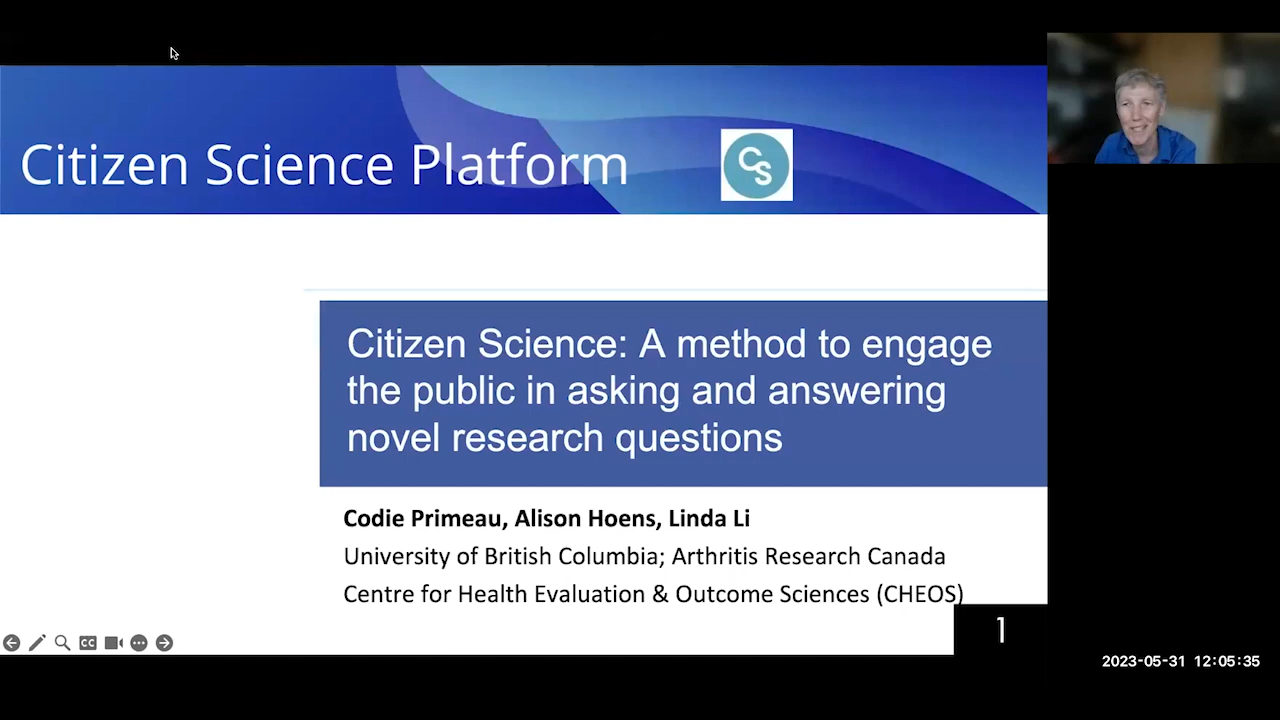 Citizen Science Platform
CS
Citizen Science: A method to engage
the public in asking and answering
novel research questions
Codie Primeau, Alison Hoens, Linda Li
University of British Columbia; Arthritis Research Canada
Centre for Health Evaluation & Outcome Sciences (CHEOS)
1
CC
2023-05-31 12:05:35